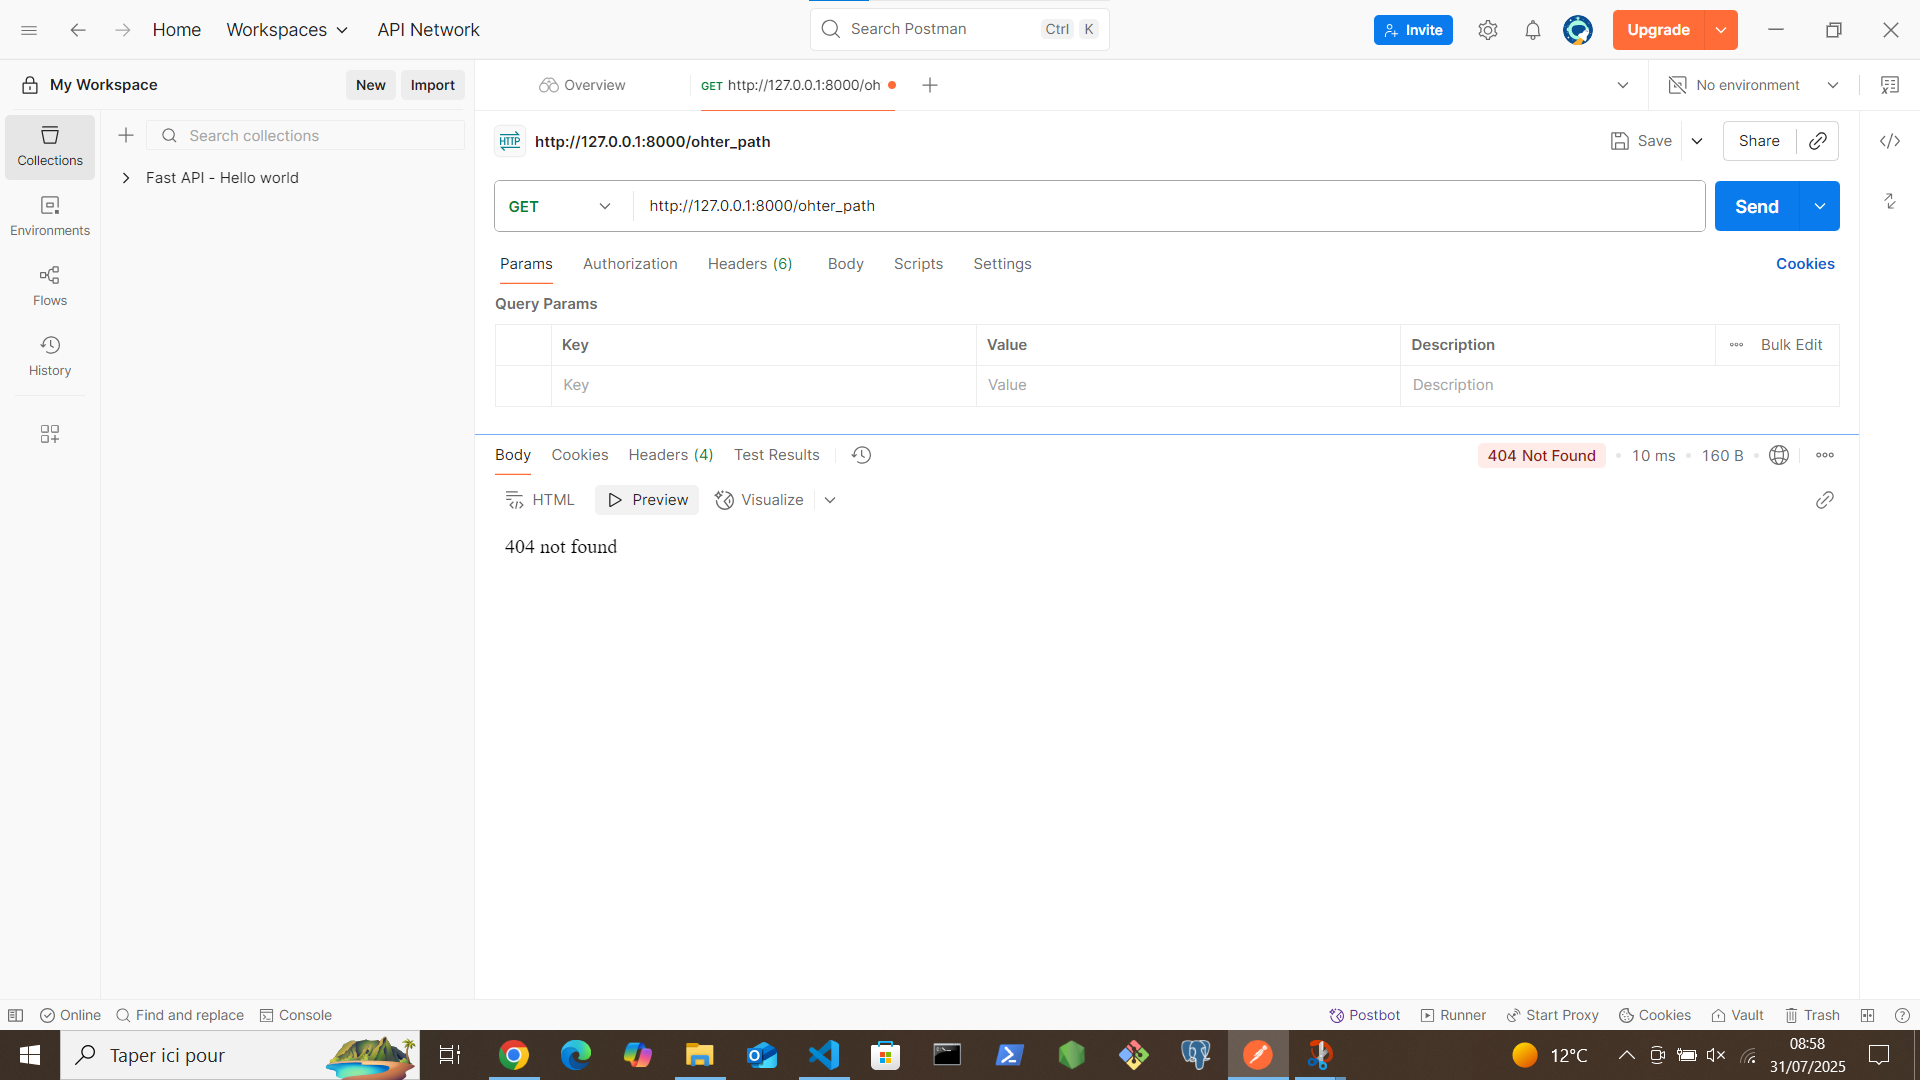 Home
Workspaces
API Network
Search Postman
Ctrl
K
Invite
Upgrade
My Workspace
New
Import
Overview
GET http://127.0.0.1:8000/oh
No environment
Collections
Search collections
HTTP
http://127.0.0.1:8000/ohter_path
Save
Share
Fast API - Hello world
Environments
GET
http://127.0.0.1:8000/ohter_path
Send
Flows
Params
Authorization
Headers (6)
Body
Scripts
Settings
Cookies
Query Params
History
Key
Value
Description
Bulk Edit
Key
Value
Description
Body
Cookies
Headers (4)
Test Results
404 Not Found
10 ms
160 B
HTML
Preview
Visualize
404 not found
Online
Find and replace
Console
Postbot
Runner
Start Proxy
Cookies
Vault
Trash
Taper ici pour
12°C
08:58
31/07/2025